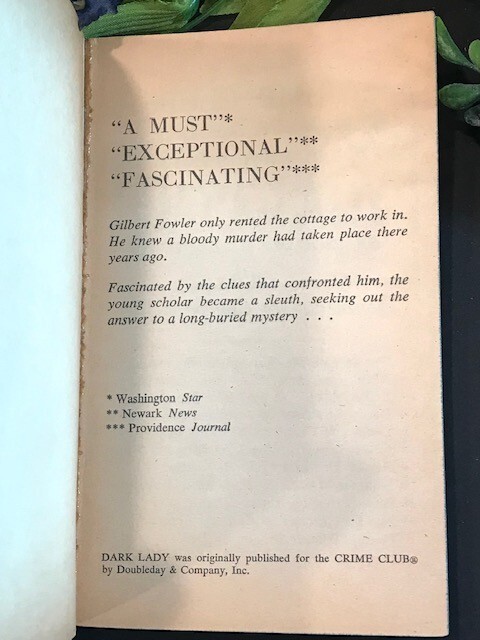 "A MUST"*
"EXCEPTIONAL"**
"FASCINATING"***
Gilbert Fowler only rented the cottage to work in.
He knew a bloody murder had taken place there
years ago.
Fascinated by the clues that confronted him, the
young scholar became a sleuth, seeking out the
answer to a long-buried mystery . . .
* Washington Star
** Newark News
*** Providence Journal
DARK LADY was originally published for the CRIME CLUB®
by Doubleday & Company, Inc.